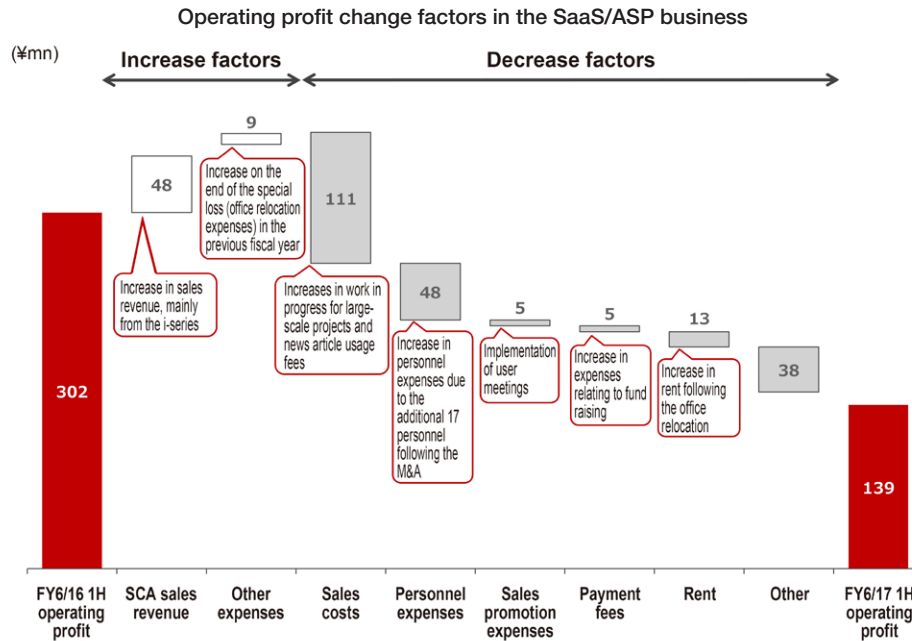 Operating profit change factors in the SaaS/ASP business
(¥mn)
Increase factors
Decrease factors
302
48
Increase in sales
revenue, mainly
from the i-series
9
Increase on the
end of the special
loss (office relocation
expenses) in the
previous fiscal year
111
Increases in work in
progress for large-
scale projects and
news article usage
fees
48
Increase in
personnel
expenses due
to the
additional 17
personnel
following the
M&A
5
Implementation
of user
meetings
5
Increase in
expenses
relating to fund
raising
13
Increase in
rent following
the office
relocation
38
139
FY6/16 1H
operating
profit
SCA sales
revenue
Other
expenses
Sales
costs
Personnel
expenses
Sales
promotion
expenses
Payment
fees
Rent
Other
FY6/17 1H
operating
profit